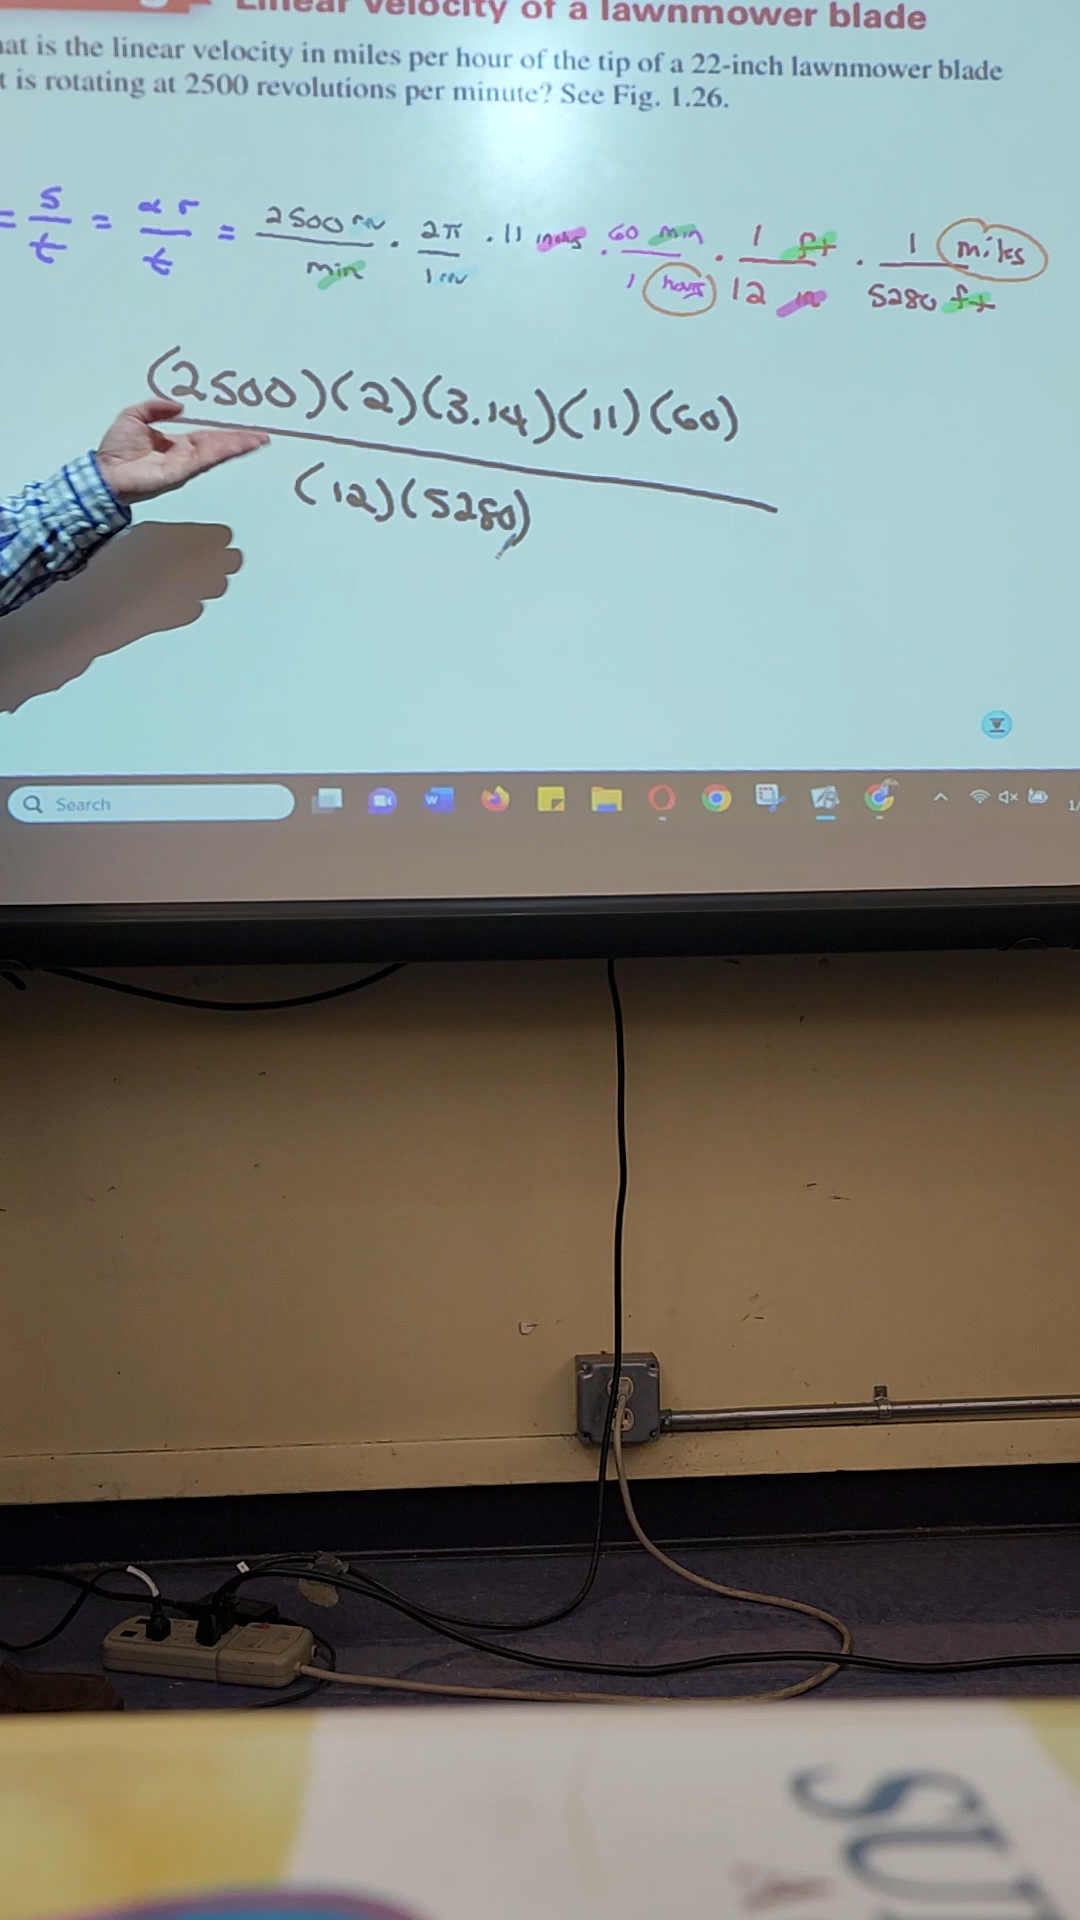 Linear velocity of a lawnmower blade
at is the linear velocity in miles per hour of the tip of a 22-inch lawnmower blade
t is rotating at 2500 revolutions per minute? See Fig. 1.26.
= s/t = αr/t = 2500 rev/min · 2π/1 rev · 11 inches · 60 min/1 hours · 1 ft/12 in · 1 miles/5280 ft
(2500)(2)(3.14)(11)(60)
(12)(5280)
Search
1/
SU